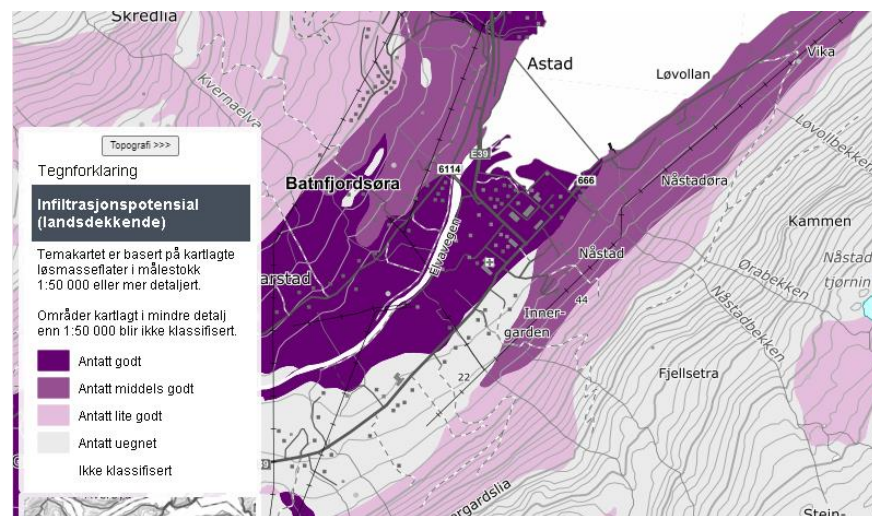 Skredlia
Kvernaelva
Astad
Løvollan
Vika
Løvollbekken
E39
6114
666
Batnfjordsøra
Elvavegen
Nåstadøra
Kammen
Nåstad
Ørabekken
Nåstad
tjørnin
Nåstadbekken
arstad
44
Inner-
garden
22
Fjellsetra
ergardslia
Stein-
Topografi >>>
Tegnforklaring
Infiltrasjonspotensial
(landsdekkende)
Temakartet er basert på kartlagte
løsmasseflater i målestokk
1:50 000 eller mer detaljert.
Områder kartlagt i mindre detalj
enn 1:50 000 blir ikke klassifisert.
Antatt godt
Antatt middels godt
Antatt lite godt
Antatt uegnet
Ikke klassifisert